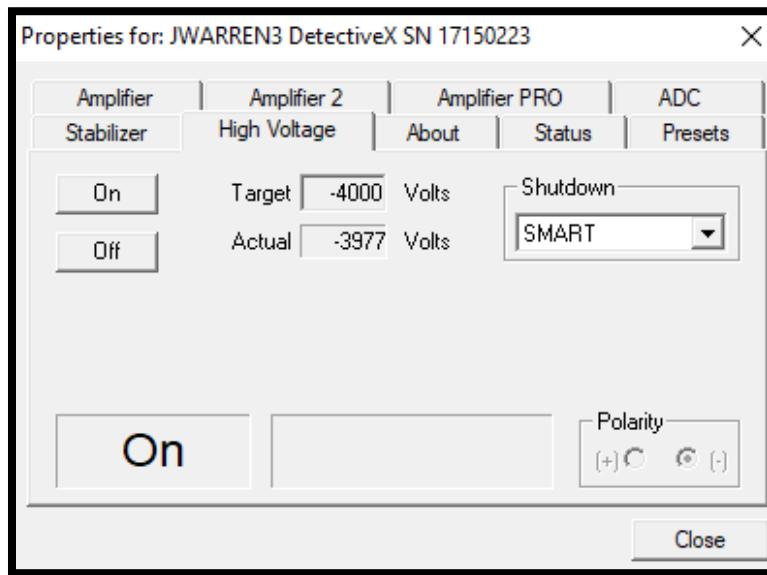 Properties for: JWARREN3 DetectiveX SN 17150223
Amplifier Amplifier 2 Amplifier PRO ADC
Stabilizer High Voltage About Status Presets
On Target -4000 Volts Shutdown
Off Actual -3977 Volts SMART
On Polarity
(+) (-)
Close